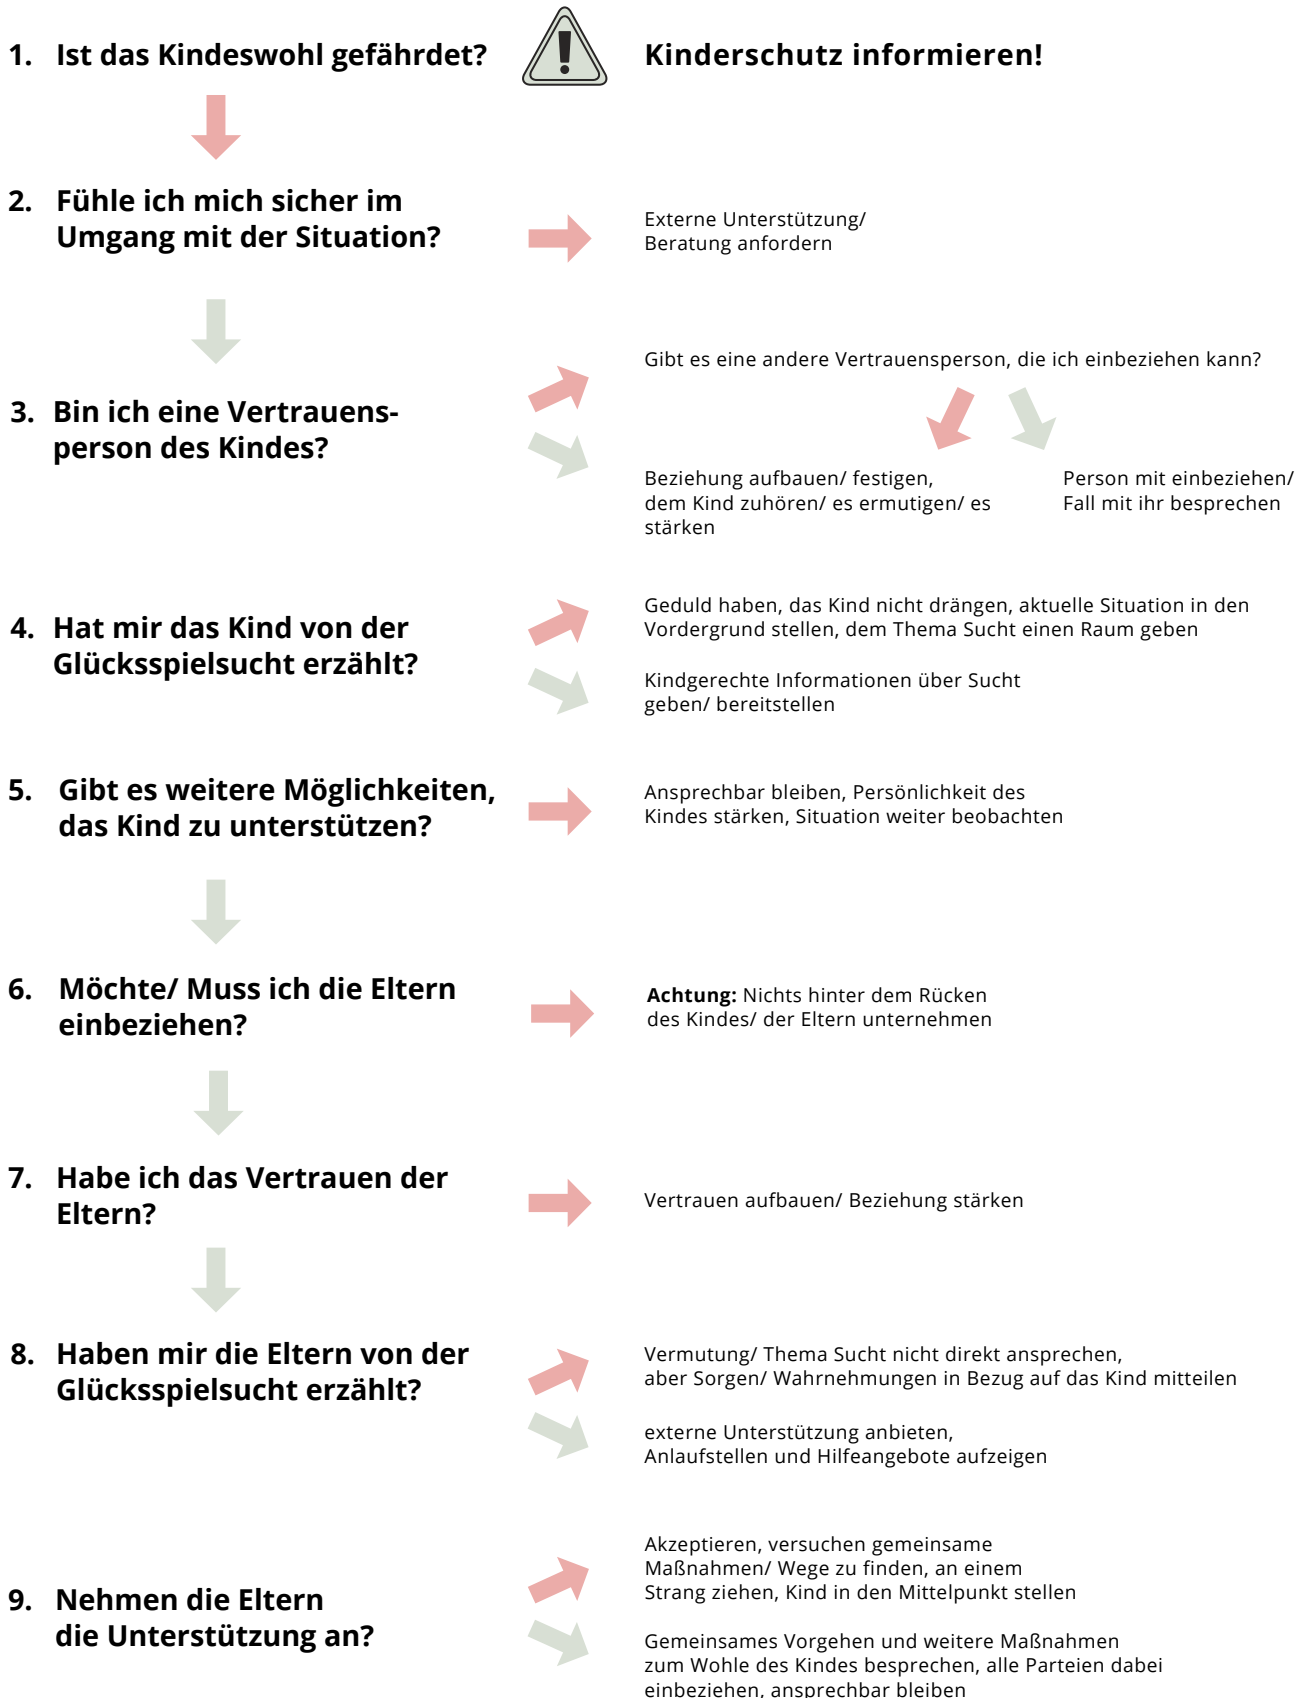 1. Ist das Kindeswohl gefährdet?
Kinderschutz informieren!
2. Fühle ich mich sicher im
Umgang mit der Situation?
Externe Unterstützung/
Beratung anfordern
3. Bin ich eine Vertrauens-
person des Kindes?
Gibt es eine andere Vertrauensperson, die ich einbeziehen kann?
Beziehung aufbauen/ festigen,
dem Kind zuhören/ es ermutigen/ es
stärken
Person mit einbeziehen/
Fall mit ihr besprechen
4. Hat mir das Kind von der
Glücksspielsucht erzählt?
Geduld haben, das Kind nicht drängen, aktuelle Situation in den
Vordergrund stellen, dem Thema Sucht einen Raum geben
Kindgerechte Informationen über Sucht
geben/ bereitstellen
5. Gibt es weitere Möglichkeiten,
das Kind zu unterstützen?
Ansprechbar bleiben, Persönlichkeit des
Kindes stärken, Situation weiter beobachten
6. Möchte/ Muss ich die Eltern
einbeziehen?
Achtung: Nichts hinter dem Rücken
des Kindes/ der Eltern unternehmen
7. Habe ich das Vertrauen der
Eltern?
Vertrauen aufbauen/ Beziehung stärken
8. Haben mir die Eltern von der
Glücksspielsucht erzählt?
Vermutung/ Thema Sucht nicht direkt ansprechen,
aber Sorgen/ Wahrnehmungen in Bezug auf das Kind mitteilen
externe Unterstützung anbieten,
Anlaufstellen und Hilfeangebote aufzeigen
9. Nehmen die Eltern
die Unterstützung an?
Akzeptieren, versuchen gemeinsame
Maßnahmen/ Wege zu finden, an einem
Strang ziehen, Kind in den Mittelpunkt stellen
Gemeinsames Vorgehen und weitere Maßnahmen
zum Wohle des Kindes besprechen, alle Parteien dabei
einbeziehen, ansprechbar bleiben